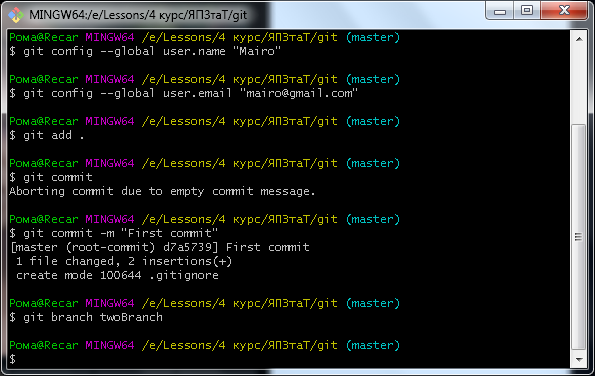 MINGW64:/e/Lessons/4 курс/ЯПЗтаТ/git
Рома@Recar MINGW64 /e/Lessons/4 курс/ЯПЗтаТ/git (master)
$ git config --global user.name "Mairo"
Рома@Recar MINGW64 /e/Lessons/4 курс/ЯПЗтаТ/git (master)
$ git config --global user.email "mairo@gmail.com"
Рома@Recar MINGW64 /e/Lessons/4 курс/ЯПЗтаТ/git (master)
$ git add .
Рома@Recar MINGW64 /e/Lessons/4 курс/ЯПЗтаТ/git (master)
$ git commit
Aborting commit due to empty commit message.
Рома@Recar MINGW64 /e/Lessons/4 курс/ЯПЗтаТ/git (master)
$ git commit -m "First commit"
[master (root-commit) d7a5739] First commit
 1 file changed, 2 insertions(+)
 create mode 100644 .gitignore
Рома@Recar MINGW64 /e/Lessons/4 курс/ЯПЗтаТ/git (master)
$ git branch twoBranch
Рома@Recar MINGW64 /e/Lessons/4 курс/ЯПЗтаТ/git (master)
$